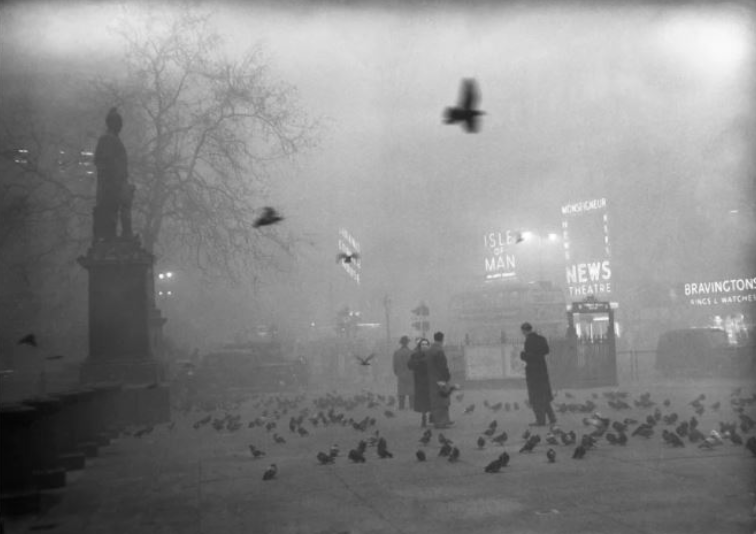 ISLE
OF
MAN
MONSEIGNEUR
NEWS
THEATRE
BRAVINGTONS
RINGS & WATCHES